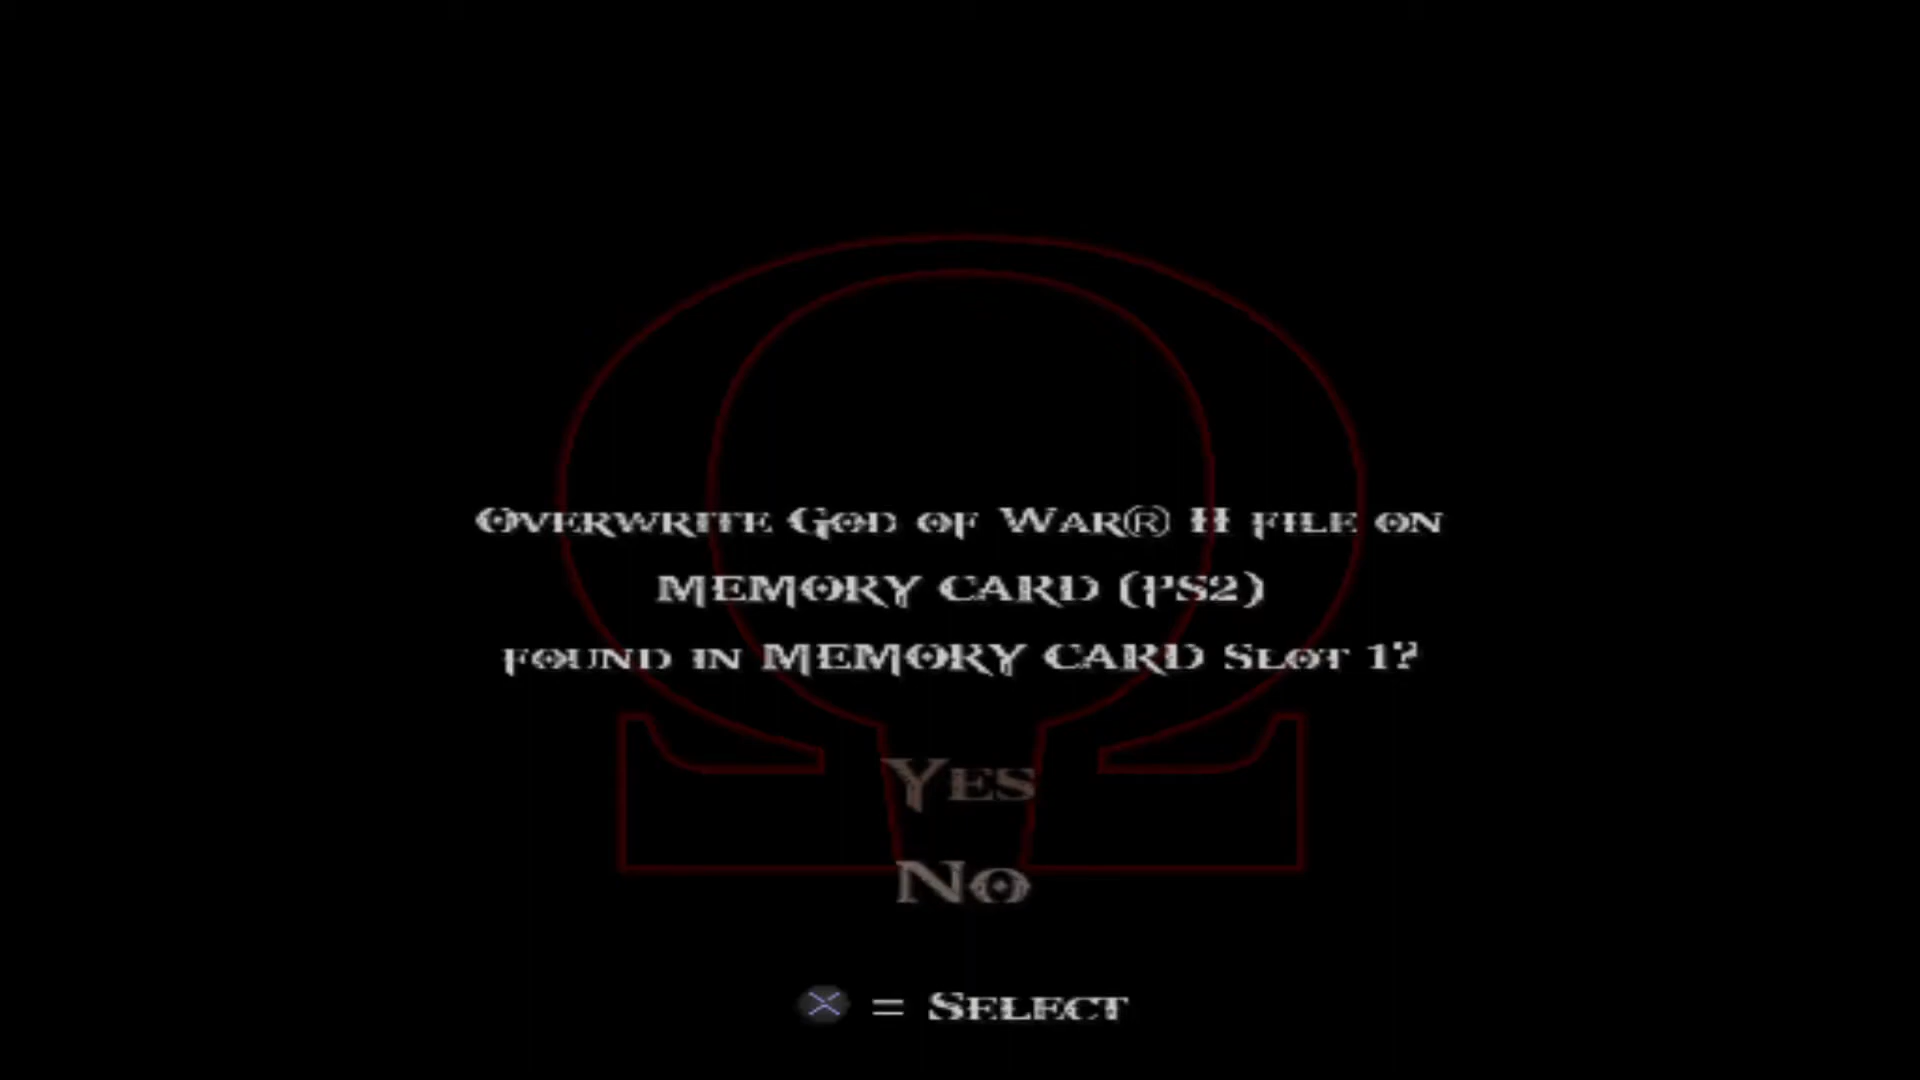 Overwrite God of War® II file on
MEMORY CARD (PS2)
found in MEMORY CARD Slot 1?
Yes
No
= Select